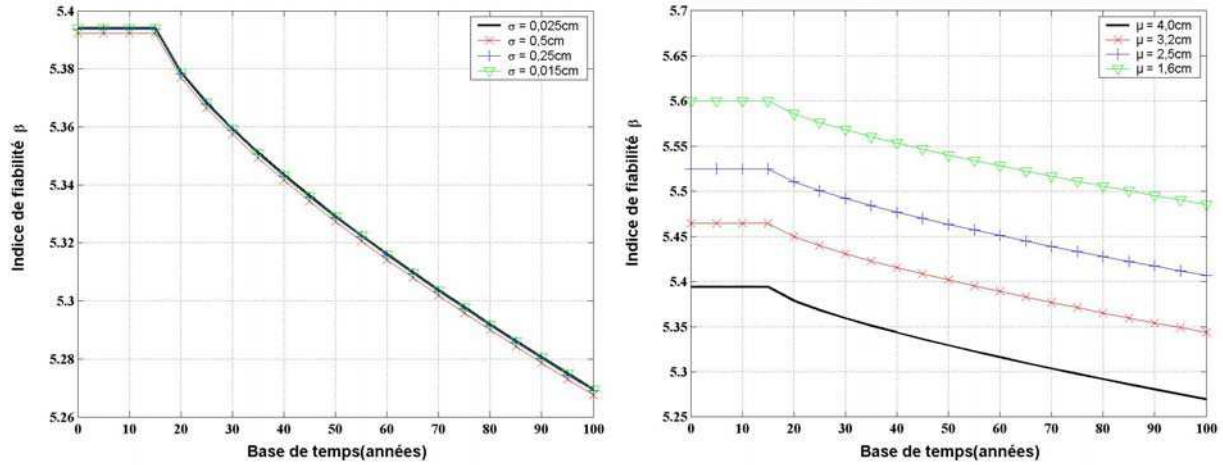 5.4
5.38
5.36
5.34
5.32
5.3
5.28
5.26
Indice de fiabilité β
0 10 20 30 40 50 60 70 80 90 100
Base de temps(années)
σ = 0,025cm
σ = 0,5cm
σ = 0,25cm
σ = 0,015cm
5.7
5.65
5.6
5.55
5.5
5.45
5.4
5.35
5.3
5.25
Indice de fiabilité β
0 10 20 30 40 50 60 70 80 90 100
Base de temps(années)
µ = 4,0cm
µ = 3,2cm
µ = 2,5cm
µ = 1,6cm